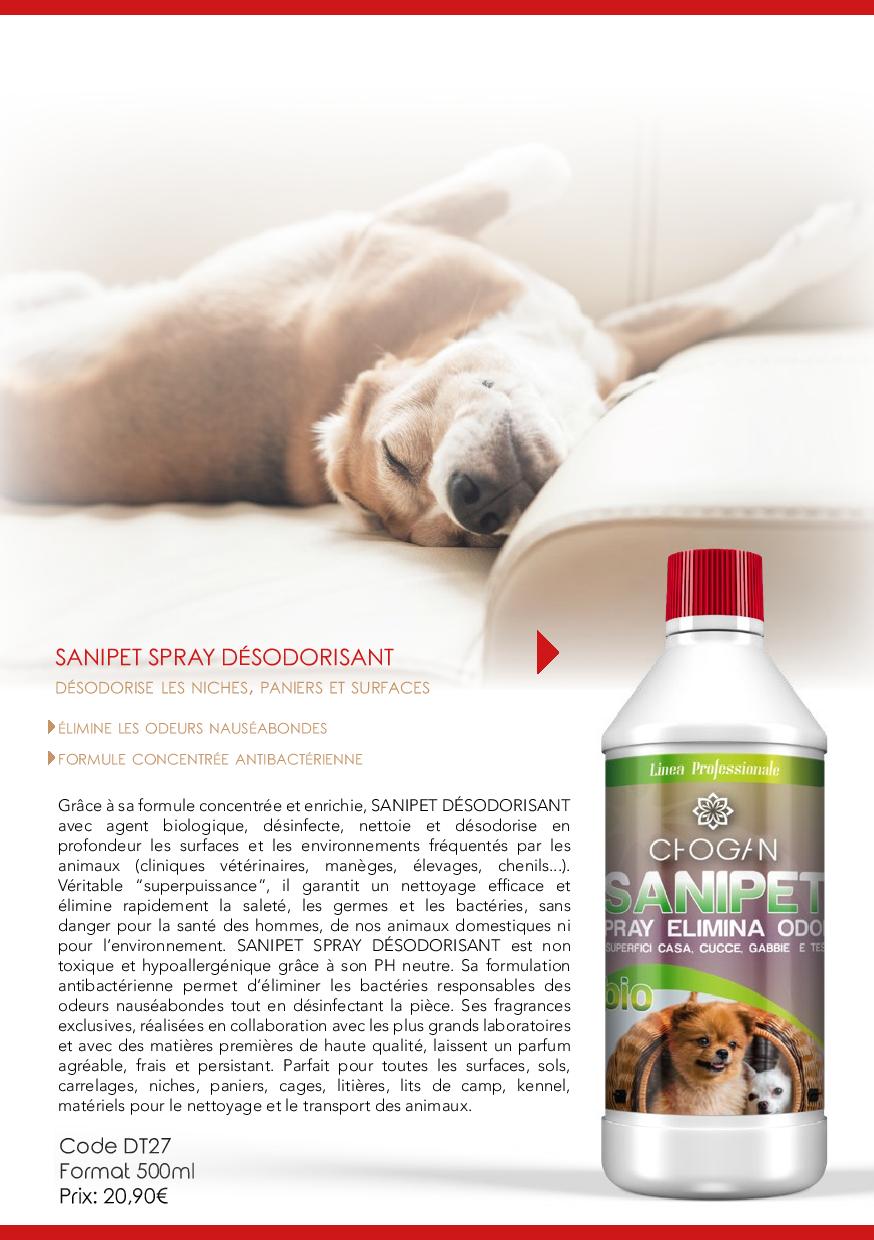 SANIPET SPRAY DÉSODORISANT
DÉSODORISE LES NICHES, PANIERS ET SURFACES
ÉLIMINE LES ODEURS NAUSÉABONDES
FORMULE CONCENTRÉE ANTIBACTÉRIENNE
Grâce à sa formule concentrée et enrichie, SANIPET DÉSODORISANT
avec agent biologique, désinfecte, nettoie et désodorise en
profondeur les surfaces et les environnements fréquentés par les
animaux (cliniques vétérinaires, manèges, élevages, chenils...).
Véritable “superpuissance”, il garantit un nettoyage efficace et
élimine rapidement la saleté, les germes et les bactéries, sans
danger pour la santé des hommes, de nos animaux domestiques ni
pour l’environnement. SANIPET SPRAY DÉSODORISANT est non
toxique et hypoallergénique grâce à son PH neutre. Sa formulation
antibactérienne permet d’éliminer les bactéries responsables des
odeurs nauséabondes tout en désinfectant la pièce. Ses fragrances
exclusives, réalisées en collaboration avec les plus grands laboratoires
et avec des matières premières de haute qualité, laissent un parfum
agréable, frais et persistant. Parfait pour toutes les surfaces, sols,
carrelages, niches, paniers, cages, litières, lits de camp, kennel,
matériels pour le nettoyage et le transport des animaux.
Code DT27
Format 500ml
Prix: 20,90€
Linea Professionale
CHOGAN
SANIPET
PRAY ELIMINA ODO
SUPERFICI CASA, CUCCE, GABBIE E TES
bio